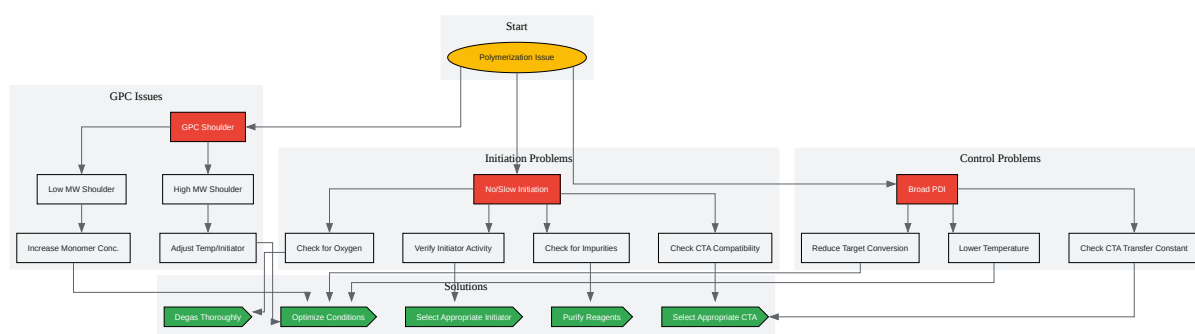 Start
Polymerization Issue
GPC Issues
GPC Shoulder
Initiation Problems
Control Problems
Low MW Shoulder
High MW Shoulder
No/Slow Initiation
Broad PDI
Increase Monomer Conc.
Adjust Temp/Initiator
Check for Oxygen
Verify Initiator Activity
Check for Impurities
Check CTA Compatibility
Reduce Target Conversion
Lower Temperature
Check CTA Transfer Constant
Solutions
Degas Thoroughly
Optimize Conditions
Select Appropriate Initiator
Purify Reagents
Select Appropriate CTA